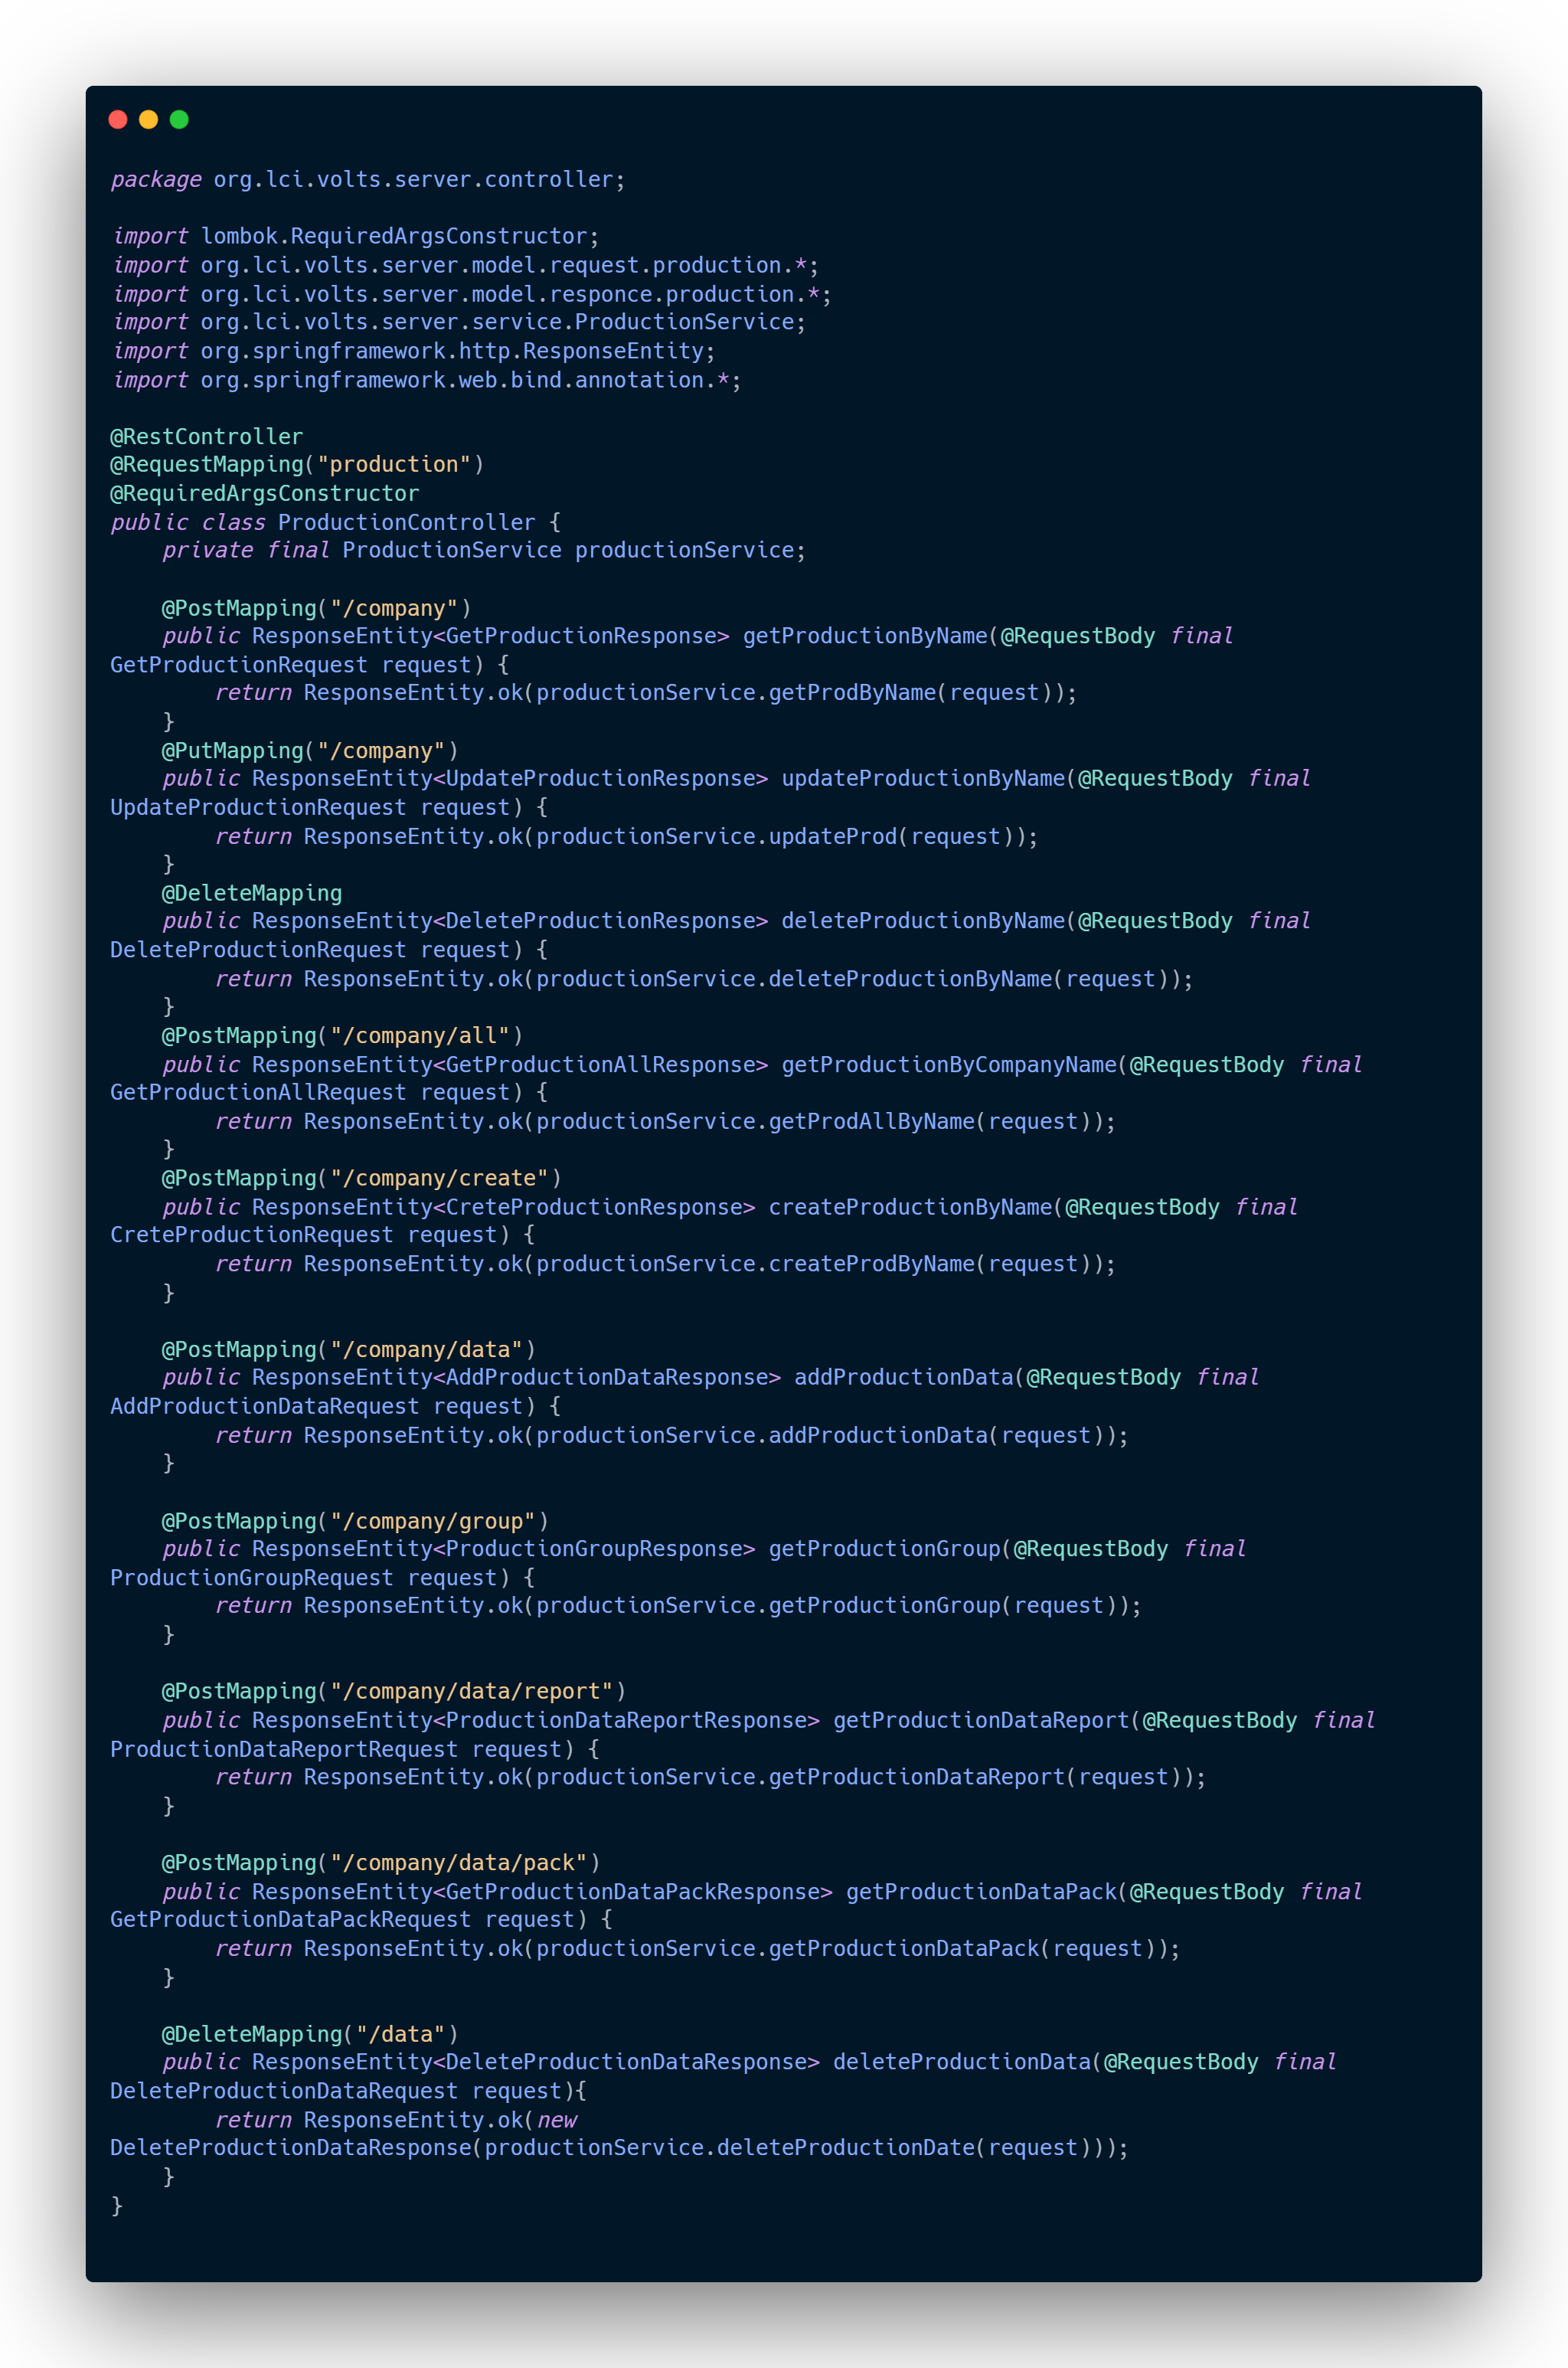 package org.lci.volts.server.controller;

import lombok.RequiredArgsConstructor;
import org.lci.volts.server.model.request.production.*;
import org.lci.volts.server.model.responce.production.*;
import org.lci.volts.server.service.ProductionService;
import org.springframework.http.ResponseEntity;
import org.springframework.web.bind.annotation.*;

@RestController
@RequestMapping("production")
@RequiredArgsConstructor
public class ProductionController {
    private final ProductionService productionService;

    @PostMapping("/company")
    public ResponseEntity<GetProductionResponse> getProductionByName(@RequestBody final
GetProductionRequest request) {
        return ResponseEntity.ok(productionService.getProdByName(request));
    }
    @PutMapping("/company")
    public ResponseEntity<UpdateProductionResponse> updateProductionByName(@RequestBody final
UpdateProductionRequest request) {
        return ResponseEntity.ok(productionService.updateProd(request));
    }
    @DeleteMapping
    public ResponseEntity<DeleteProductionResponse> deleteProductionByName(@RequestBody final
DeleteProductionRequest request) {
        return ResponseEntity.ok(productionService.deleteProductionByName(request));
    }
    @PostMapping("/company/all")
    public ResponseEntity<GetProductionAllResponse> getProductionByCompanyName(@RequestBody final
GetProductionAllRequest request) {
        return ResponseEntity.ok(productionService.getProdAllByName(request));
    }
    @PostMapping("/company/create")
    public ResponseEntity<CreteProductionResponse> createProductionByName(@RequestBody final
CreteProductionRequest request) {
        return ResponseEntity.ok(productionService.createProdByName(request));
    }

    @PostMapping("/company/data")
    public ResponseEntity<AddProductionDataResponse> addProductionData(@RequestBody final
AddProductionDataRequest request) {
        return ResponseEntity.ok(productionService.addProductionData(request));
    }

    @PostMapping("/company/group")
    public ResponseEntity<ProductionGroupResponse> getProductionGroup(@RequestBody final
ProductionGroupRequest request) {
        return ResponseEntity.ok(productionService.getProductionGroup(request));
    }

    @PostMapping("/company/data/report")
    public ResponseEntity<ProductionDataReportResponse> getProductionDataReport(@RequestBody final
ProductionDataReportRequest request) {
        return ResponseEntity.ok(productionService.getProductionDataReport(request));
    }

    @PostMapping("/company/data/pack")
    public ResponseEntity<GetProductionDataPackResponse> getProductionDataPack(@RequestBody final
GetProductionDataPackRequest request) {
        return ResponseEntity.ok(productionService.getProductionDataPack(request));
    }

    @DeleteMapping("/data")
    public ResponseEntity<DeleteProductionDataResponse> deleteProductionData(@RequestBody final
DeleteProductionDataRequest request){
        return ResponseEntity.ok(new
DeleteProductionDataResponse(productionService.deleteProductionDate(request)));
    }
}